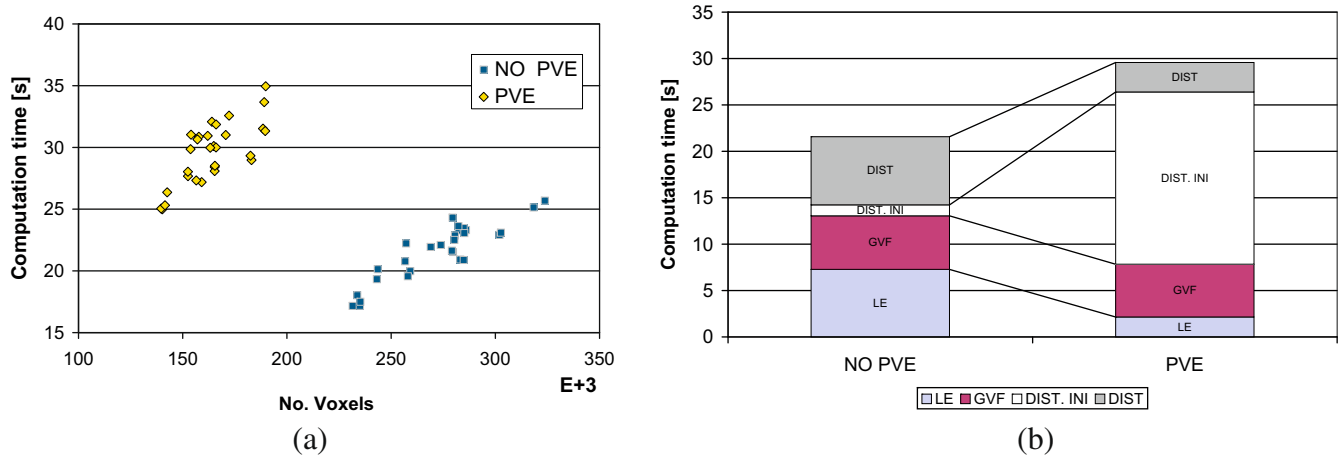 40
35
30
25
20
15
Computation time [s]
NO PVE
PVE
100 150 200 250 300 350
E+3
No. Voxels
(a)
35
30
25
20
15
10
5
0
Computation time [s]
DIST
DIST. INI
GVF
LE
DIST
DIST. INI
GVF
LE
NO PVE PVE
LE GVF DIST. INI DIST
(b)